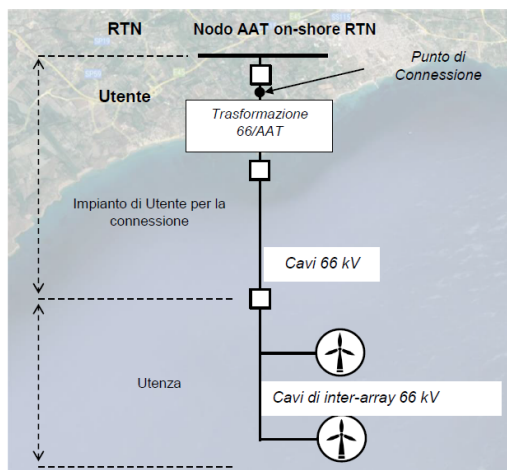 RTN
Nodo AAT on-shore RTN
Punto di
Connessione
Utente
Trasformazione
66/AAT
Impianto di Utente per la
connessione
Cavi 66 kV
Utenza
Cavi di inter-array 66 kV